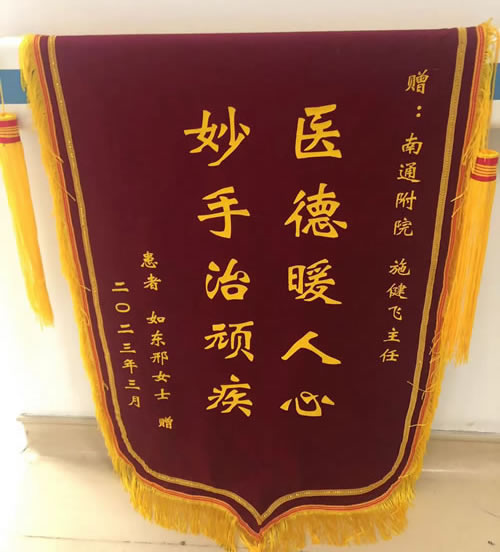 赠：南通附院 施健飞主任
医德暖人心
妙手治顽疾
患者 如东邢女士 赠
二〇二三年三月